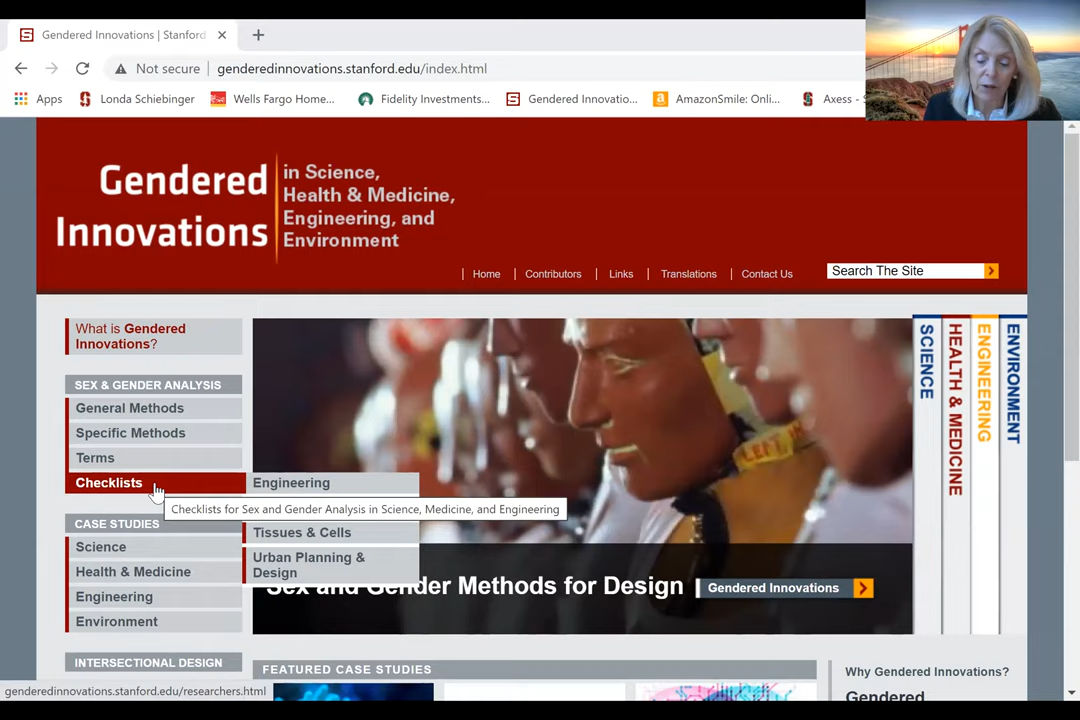 Gendered Innovations | Stanford
Not secure
genderedinnovations.stanford.edu/index.html
Apps
Londa Schiebinger
Wells Fargo Home...
Fidelity Investments...
Gendered Innovatio...
AmazonSmile: Onli...
Axess - S
Gendered
Innovations
in Science,
Health & Medicine,
Engineering, and
Environment
Home
Contributors
Links
Translations
Contact Us
Search The Site
What is Gendered
Innovations?
SEX & GENDER ANALYSIS
General Methods
Specific Methods
Terms
Checklists
Engineering
Checklists for Sex and Gender Analysis in Science, Medicine, and Engineering
Tissues & Cells
Urban Planning &
Design
CASE STUDIES
Science
Health & Medicine
Engineering
Environment
INTERSECTIONAL DESIGN
LEFT
Sex and Gender Methods for Design
Gendered Innovations
SCIENCE
HEALTH & MEDICINE
ENGINEERING
ENVIRONMENT
FEATURED CASE STUDIES
Why Gendered Innovations?
Gendered
genderedinnovations.stanford.edu/researchers.html